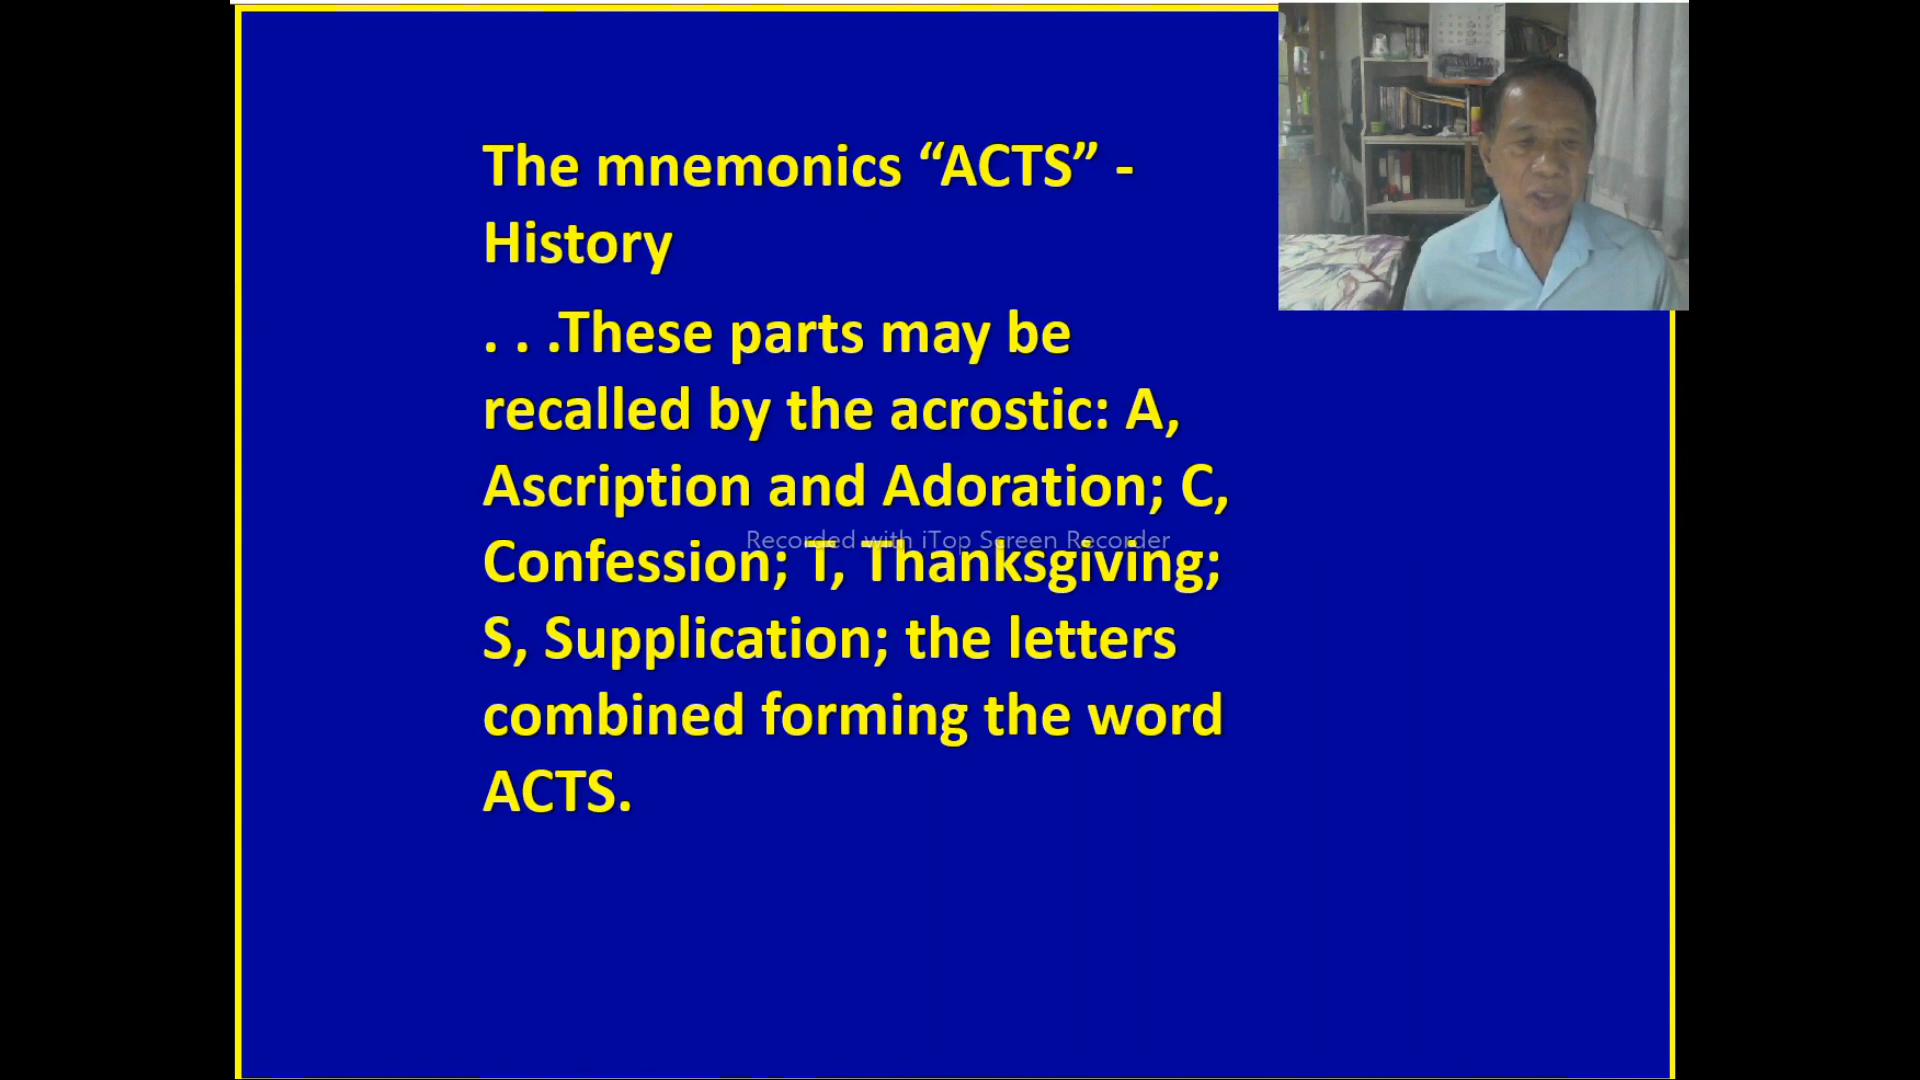 The mnemonics “ACTS” -
History
. . .These parts may be
recalled by the acrostic: A,
Ascription and Adoration; C,
Confession; T, Thanksgiving;
S, Supplication; the letters
combined forming the word
ACTS.
Recorded with iTop Screen Recorder